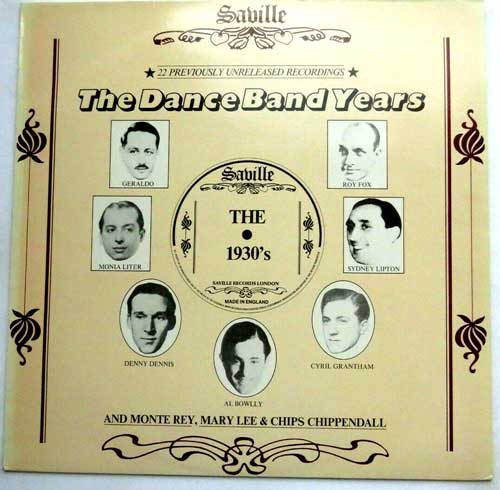 Saville
★ 22 PREVIOUSLY UNRELEASED RECORDINGS ★
The Dance Band Years
GERALDO
ROY FOX
MONIA LITER
SYDNEY LIPTON
Saville
THE
1930's
SAVILLE RECORDS LONDON
MADE IN ENGLAND
DENNY DENNIS
AL BOWLLY
CYRIL GRANTHAM
AND MONTE REY, MARY LEE & CHIPS CHIPPENDALL